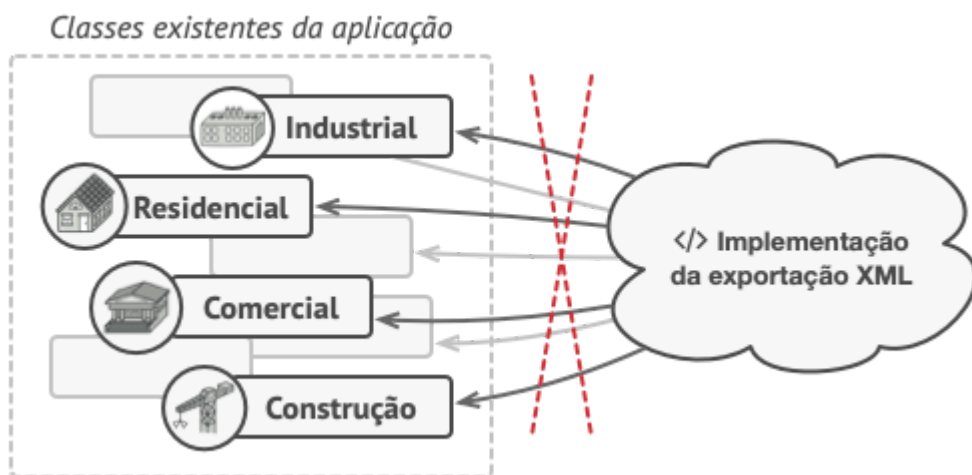 Classes existentes da aplicação
Industrial
Residencial
Comercial
Construção
</> Implementação
da exportação XML